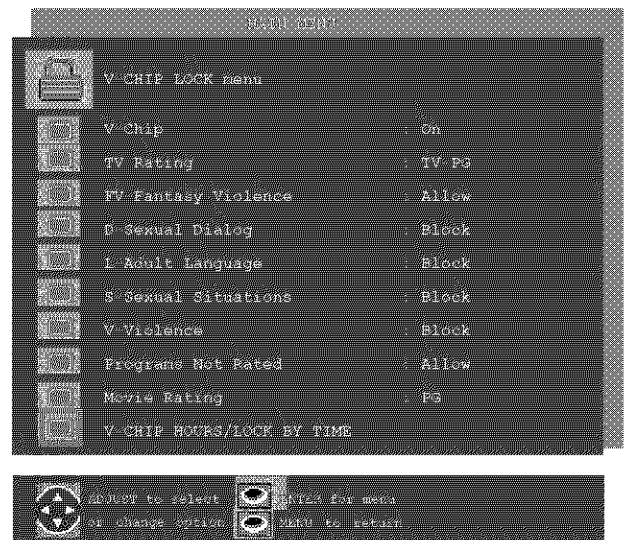 MAIN MENU
V-CHIP LOCK menu
V-Chip : On
TV Rating : TV PG
FV-Fantasy Violence : Allow
D-Sexual Dialog : Block
L-Adult Language : Block
S-Sexual Situations : Block
V-Violence : Block
Programs Not Rated : Allow
Movie Rating : PG
V-CHIP HOURS/LOCK BY TIME
ADJUST to select ENTER for menu
or change option MENU to return